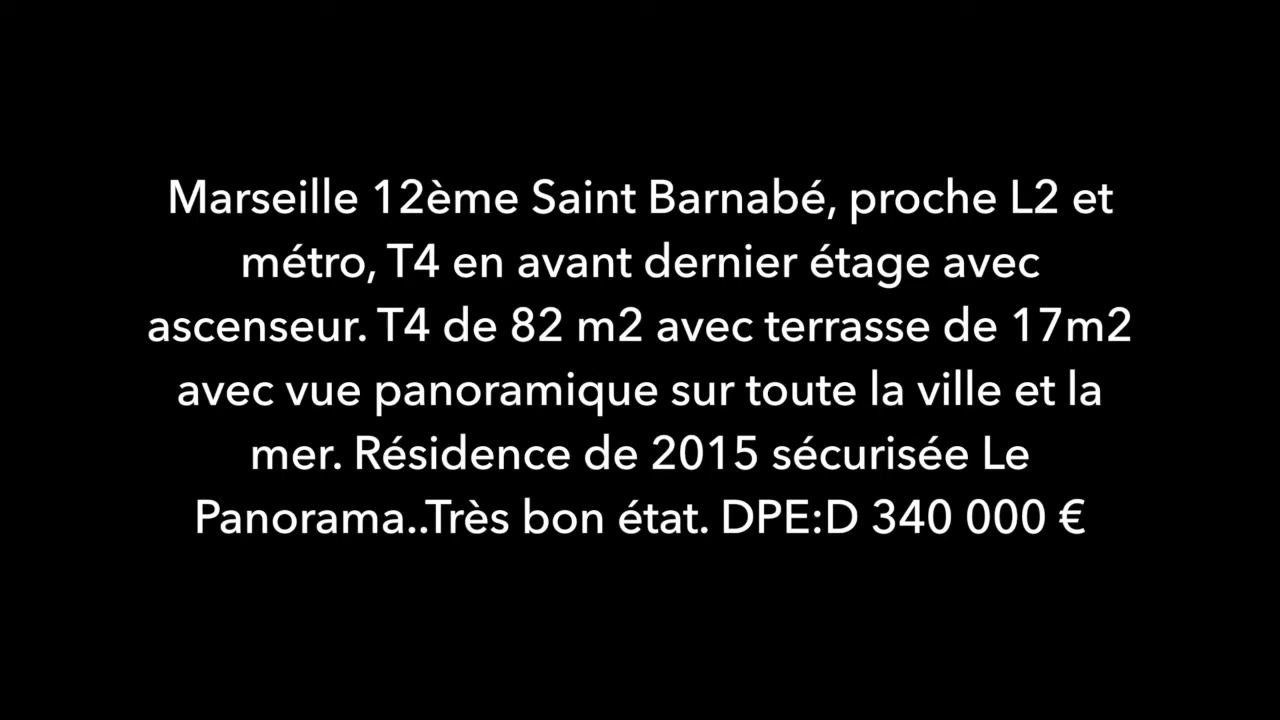 Marseille 12ème Saint Barnabé, proche L2 et
métro, T4 en avant dernier étage avec
ascenseur. T4 de 82 m2 avec terrasse de 17m2
avec vue panoramique sur toute la ville et la
mer. Résidence de 2015 sécurisée Le
Panorama..Très bon état. DPE:D 340 000 €